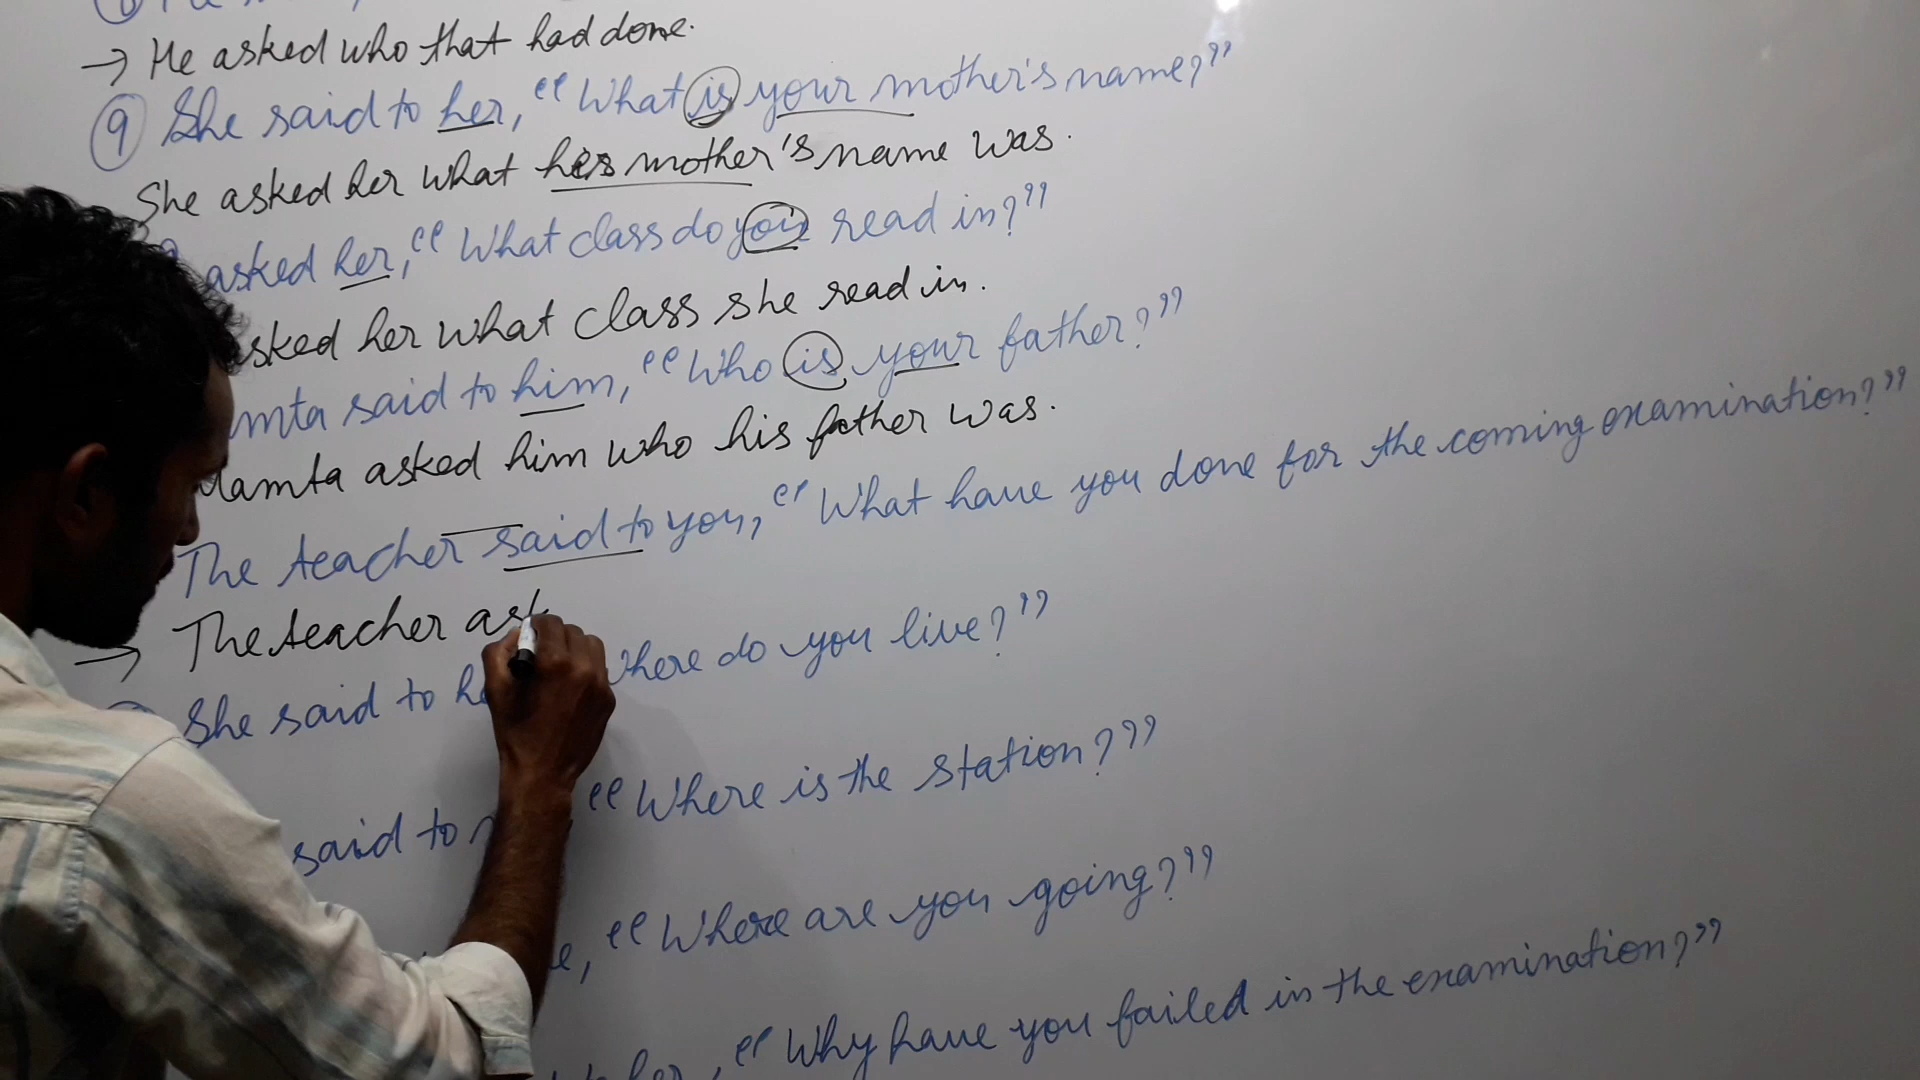 → He asked who that had done.
9 She said to her, "What is your mother's name?"
She asked her what her mother's name was.
asked her, "What class do you read in?"
asked her what class she read in.
said to him, "Who is your father?"
Mamta asked him who his father was.
The teacher said to you, "What have you done for the coming examination?"
→ The teacher ask
She said to where do you live?"
said to "Where is the station?"
, "Where are you going?"
her, "Why have you failed in the examination?"